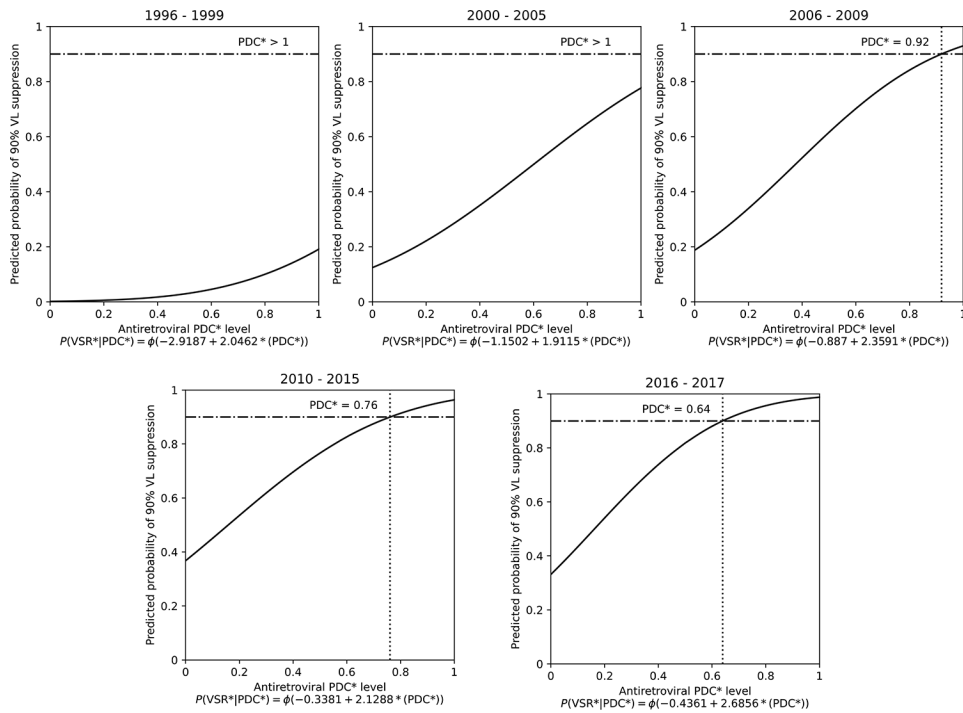 1996 - 1999
PDC* > 1
Predicted probability of 90% VL suppression
1
0.8
0.6
0.4
0.2
0
0
0.2
0.4
0.6
0.8
1
Antiretroviral PDC* level
P(VSR*|PDC*) = ϕ(−2.9187 + 2.0462 * (PDC*))
2000 - 2005
PDC* > 1
Predicted probability of 90% VL suppression
1
0.8
0.6
0.4
0.2
0
0
0.2
0.4
0.6
0.8
1
Antiretroviral PDC* level
P(VSR*|PDC*) = ϕ(−1.1502 + 1.9115 * (PDC*))
2006 - 2009
PDC* = 0.92
Predicted probability of 90% VL suppression
1
0.8
0.6
0.4
0.2
0
0
0.2
0.4
0.6
0.8
1
Antiretroviral PDC* level
P(VSR*|PDC*) = ϕ(−0.887 + 2.3591 * (PDC*))
2010 - 2015
PDC* = 0.76
Predicted probability of 90% VL suppression
1
0.8
0.6
0.4
0.2
0
0
0.2
0.4
0.6
0.8
1
Antiretroviral PDC* level
P(VSR*|PDC*) = ϕ(−0.3381 + 2.1288 * (PDC*))
2016 - 2017
PDC* = 0.64
Predicted probability of 90% VL suppression
1
0.8
0.6
0.4
0.2
0
0
0.2
0.4
0.6
0.8
1
Antiretroviral PDC* level
P(VSR*|PDC*) = ϕ(−0.4361 + 2.6856 * (PDC*))